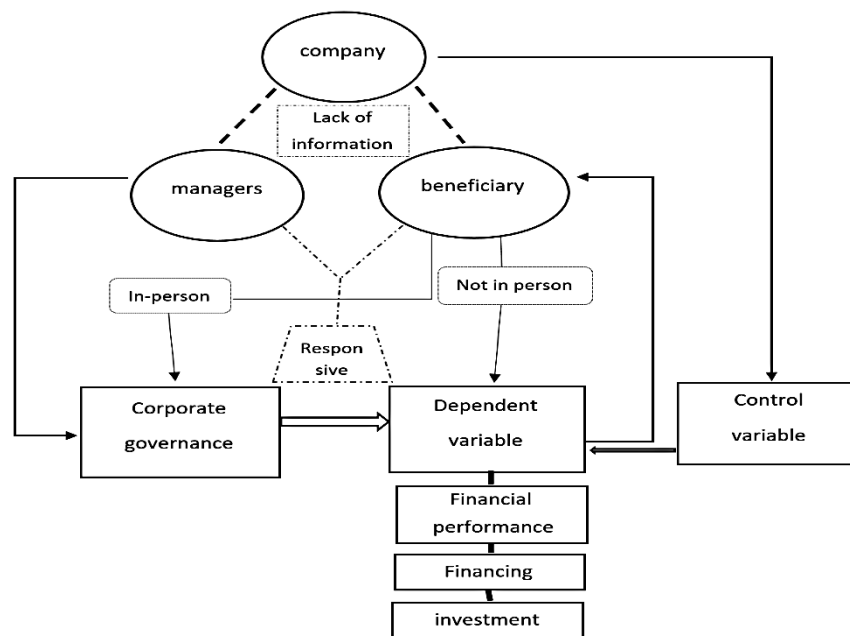 company
Lack of
information
managers
beneficiary
In-person
Not in person
Respon
sive
Corporate
governance
Dependent
variable
Control
variable
Financial
performance
Financing
investment